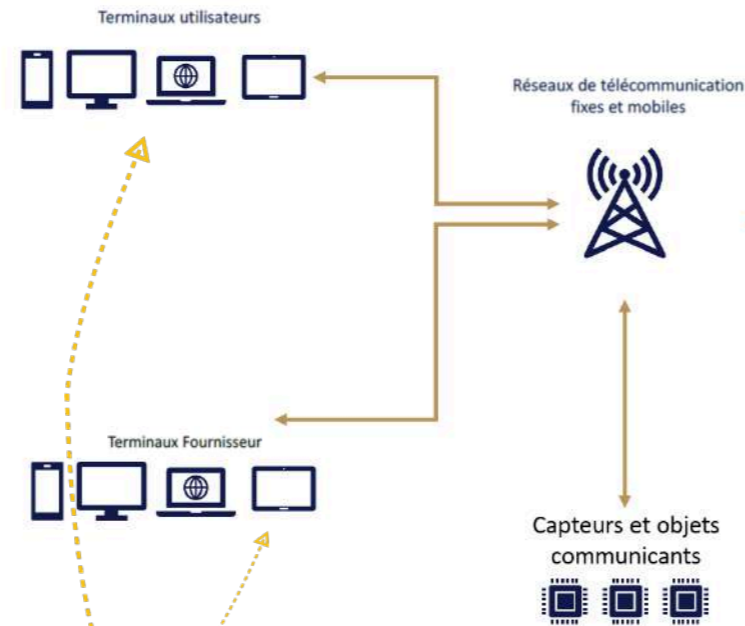 Terminaux utilisateurs
Réseaux de télécommunication
fixes et mobiles
Terminaux Fournisseur
Capteurs et objets
communicants